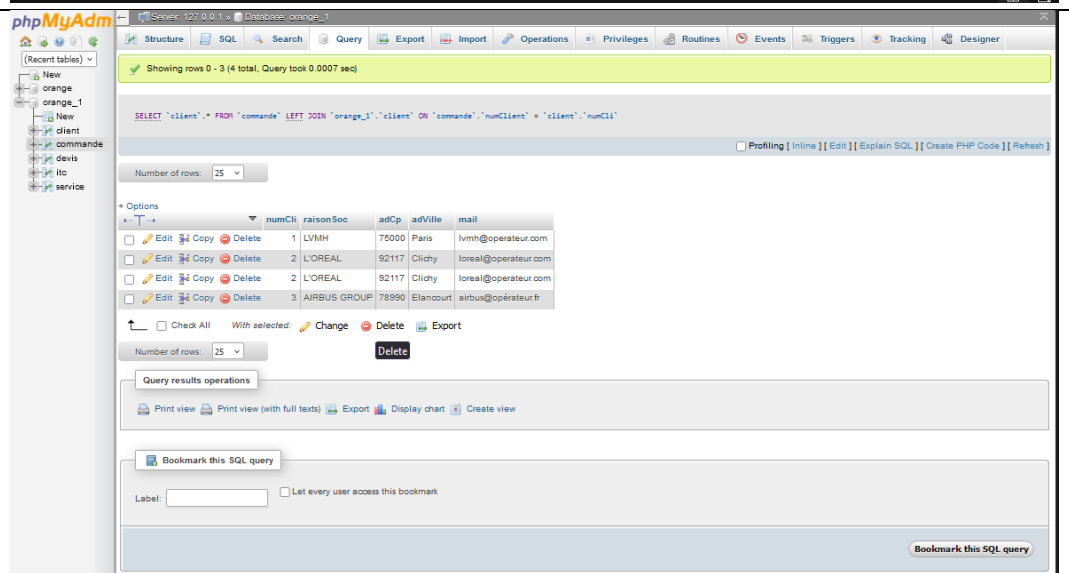 phpMyAdm
Server: 127.0.0.1 » Database: orange_1
Structure SQL Search Query Export Import Operations Privileges Routines Events Triggers Tracking Designer
(Recent tables)
New
orange
orange_1
New
client
commande
devis
itc
service
Showing rows 0 - 3 (4 total, Query took 0.0007 sec)
SELECT `client`.* FROM `commande` LEFT JOIN `orange_1`.`client` ON `commande`.`numClient` = `client`.`numCli`
Profiling [ Inline ] [ Edit ] [ Explain SQL ] [ Create PHP Code ] [ Refresh ]
Number of rows: 25
+ Options
←T→ numCli raisonSoc adCp adVille mail
Edit Copy Delete 1 LVMH 75000 Paris lvmh@operateur.com
Edit Copy Delete 2 L'OREAL 92117 Clichy loreal@operateur.com
Edit Copy Delete 2 L'OREAL 92117 Clichy loreal@operateur.com
Edit Copy Delete 3 AIRBUS GROUP 78990 Elancourt airbus@opérateur.fr
Check All With selected: Change Delete Export
Number of rows: 25
Delete
Query results operations
Print view Print view (with full texts) Export Display chart Create view
Bookmark this SQL query
Label: Let every user access this bookmark
Bookmark this SQL query